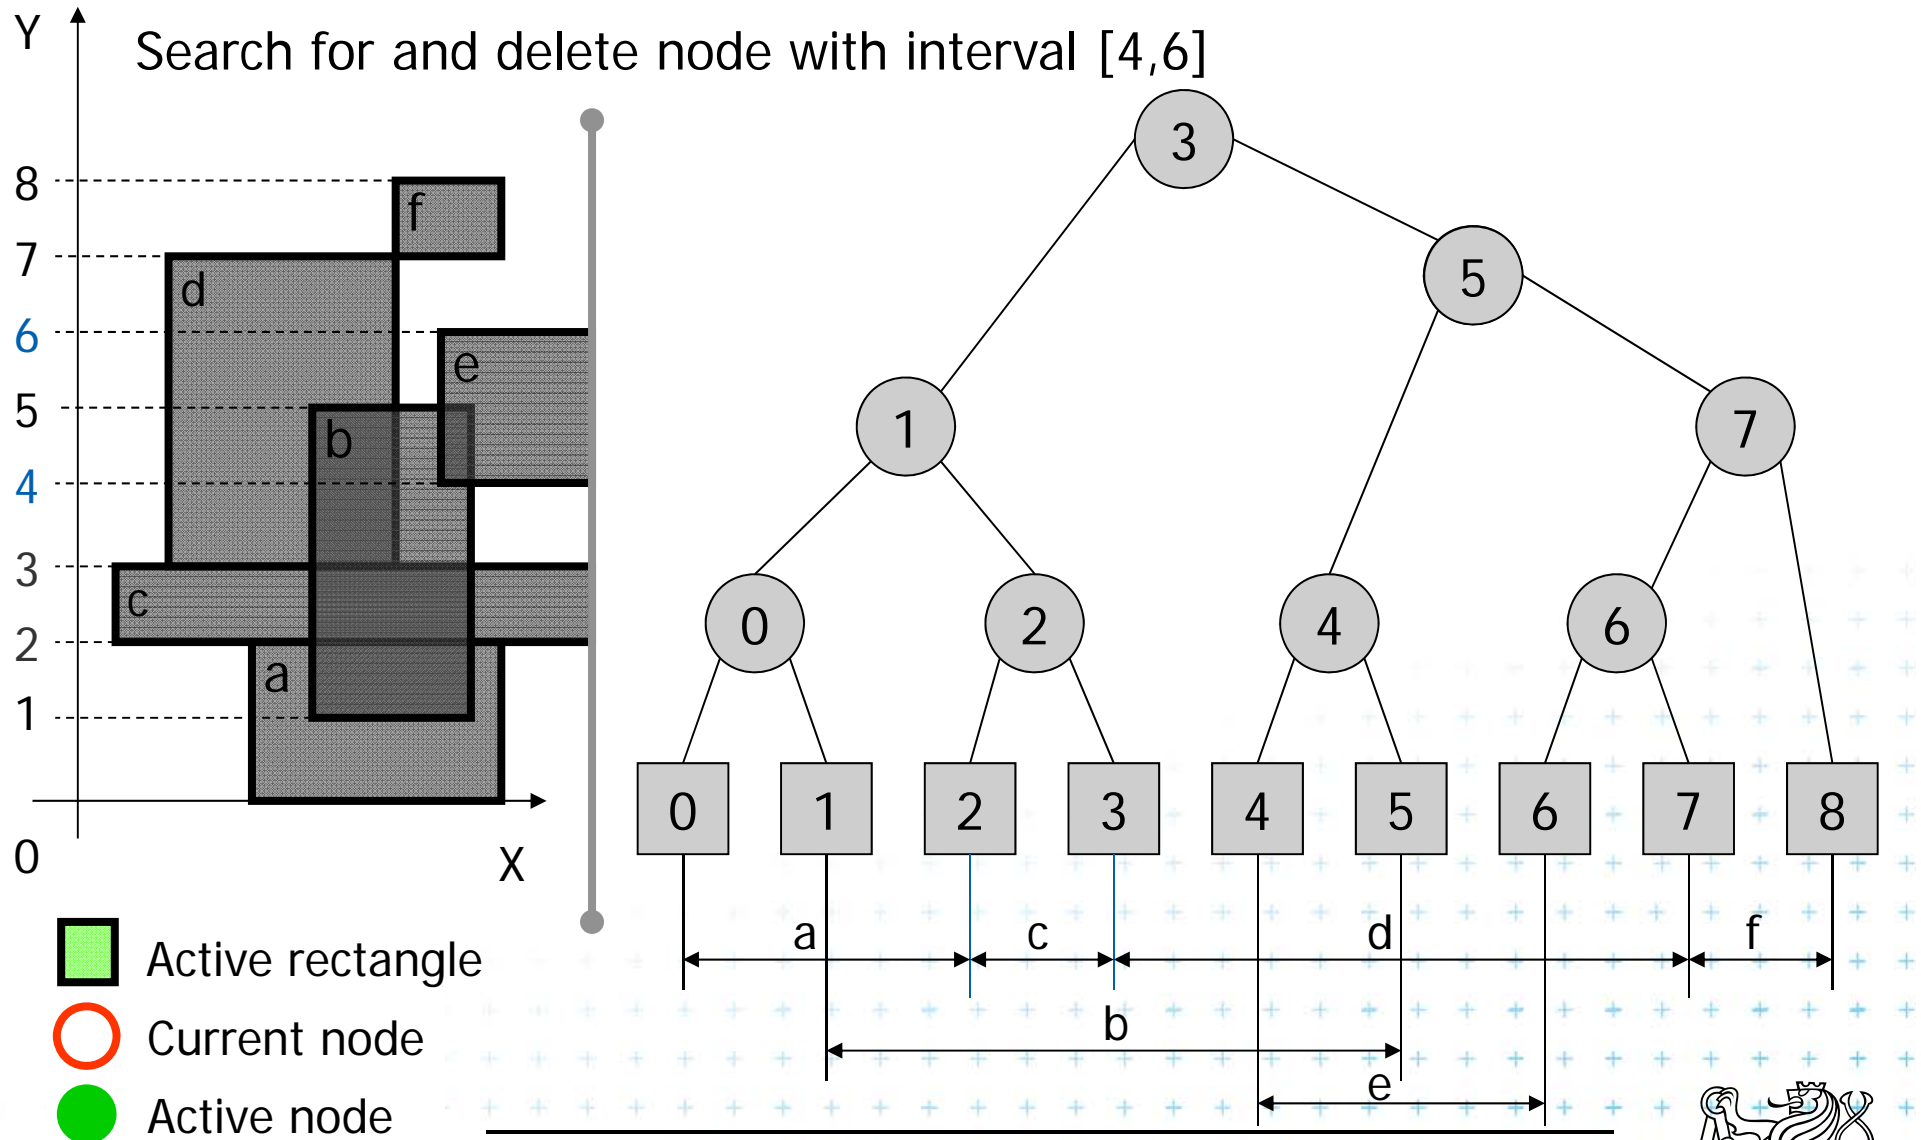 Y
Search for and delete node with interval [4,6]
3
8
f
7
d
5
6
e
5
b
1
7
4
3
c
0
2
4
6
2
a
1
0
1
2
3
4
5
6
7
8
0
X
a
c
d
f
Active rectangle
b
Current node
e
Active node